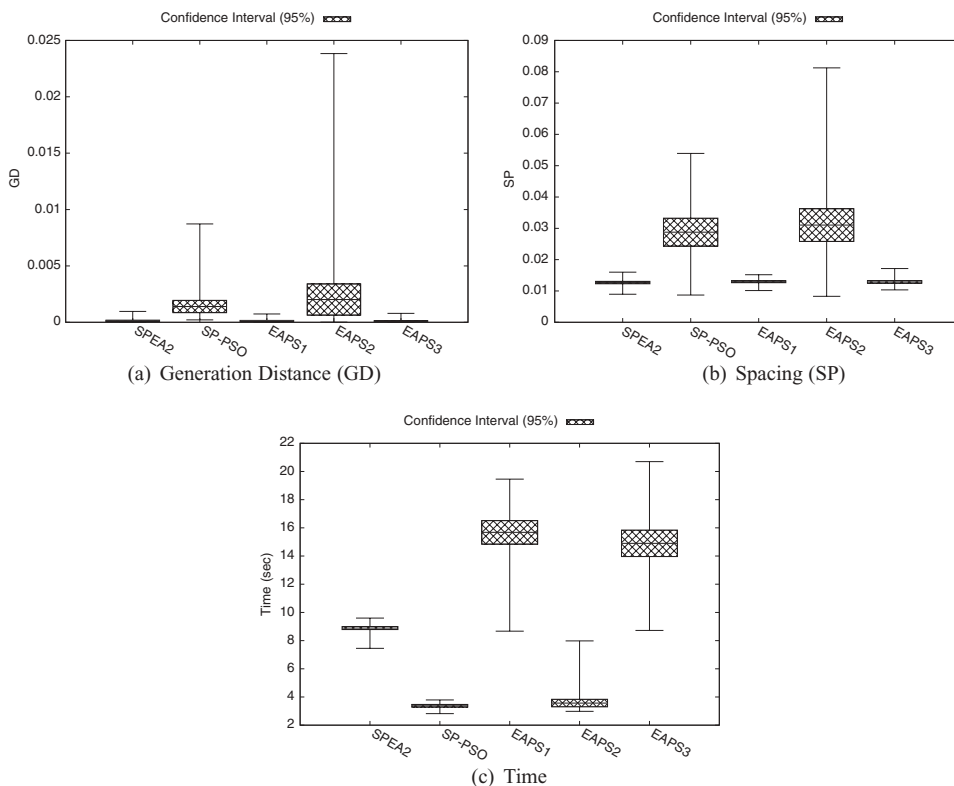 Confidence Interval (95%)
0.025
0.02
0.015
0.01
0.005
0
GD
SPEA2
SP-PSO
EAPS1
EAPS2
EAPS3
(a) Generation Distance (GD)
Confidence Interval (95%)
0.09
0.08
0.07
0.06
0.05
0.04
0.03
0.02
0.01
0
SP
SPEA2
SP-PSO
EAPS1
EAPS2
EAPS3
(b) Spacing (SP)
Confidence Interval (95%)
22
20
18
16
14
12
10
8
6
4
2
Time (sec)
SPEA2
SP-PSO
EAPS1
EAPS2
EAPS3
(c) Time